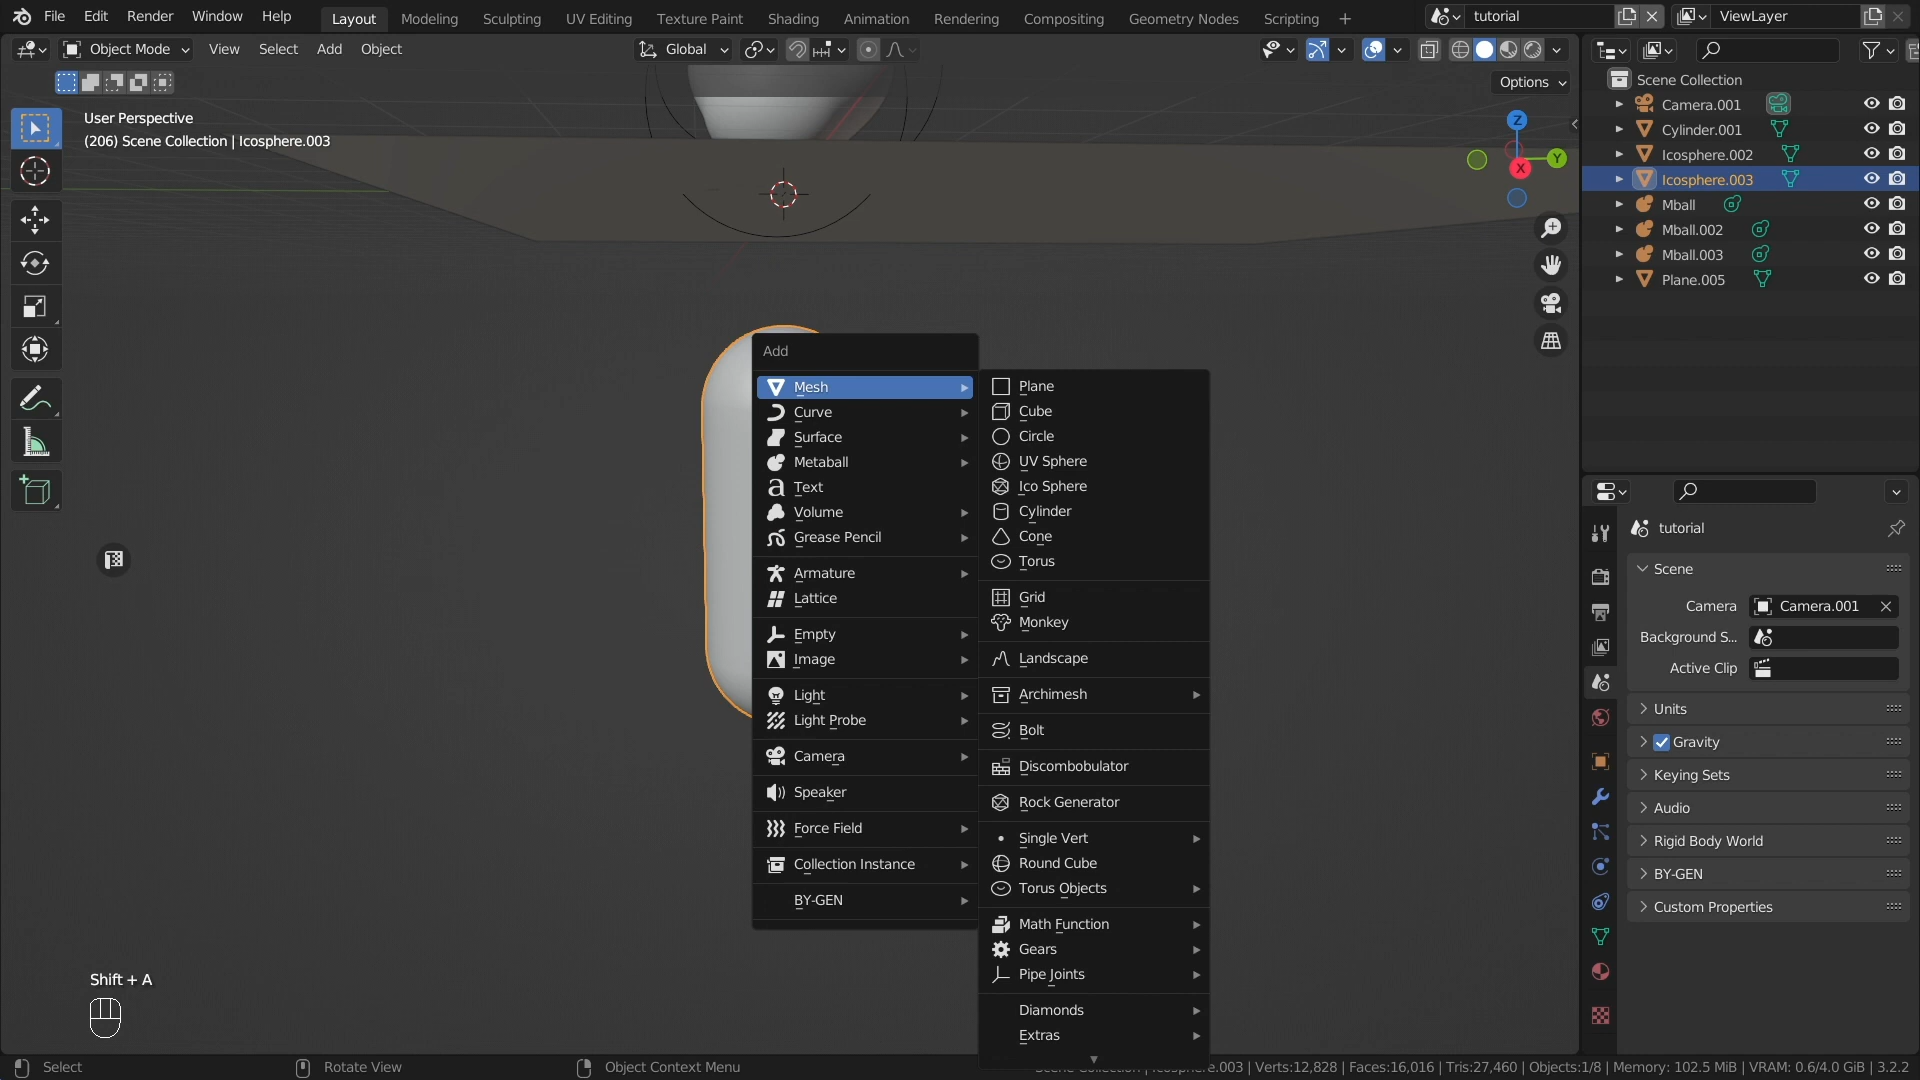 File Edit Render Window Help Layout Modeling Sculpting UV Editing Texture Paint Shading Animation Rendering Compositing Geometry Nodes Scripting + tutorial ViewLayer
Object Mode View Select Add Object Global
Options
User Perspective
(206) Scene Collection | Icosphere.003
Z
Y
X
Scene Collection
Camera.001
Cylinder.001
Icosphere.002
Icosphere.003
Mball
Mball.002
Mball.003
Plane.005
Add
Mesh
Curve
Surface
Metaball
Text
Volume
Grease Pencil
Armature
Lattice
Empty
Image
Light
Light Probe
Camera
Speaker
Force Field
Collection Instance
BY-GEN
Plane
Cube
Circle
UV Sphere
Ico Sphere
Cylinder
Cone
Torus
Grid
Monkey
Landscape
Archimesh
Bolt
Discombobulator
Rock Generator
Single Vert
Round Cube
Torus Objects
Math Function
Gears
Pipe Joints
Diamonds
Extras
tutorial
Scene
Camera Camera.001
Background S...
Active Clip
Units
Gravity
Keying Sets
Audio
Rigid Body World
BY-GEN
Custom Properties
Shift + A
Select Rotate View Object Context Menu
.003 | Verts:12,828 | Faces:16,016 | Tris:27,460 | Objects:1/8 | Memory: 102.5 MiB | VRAM: 0.6/4.0 GiB | 3.2.2